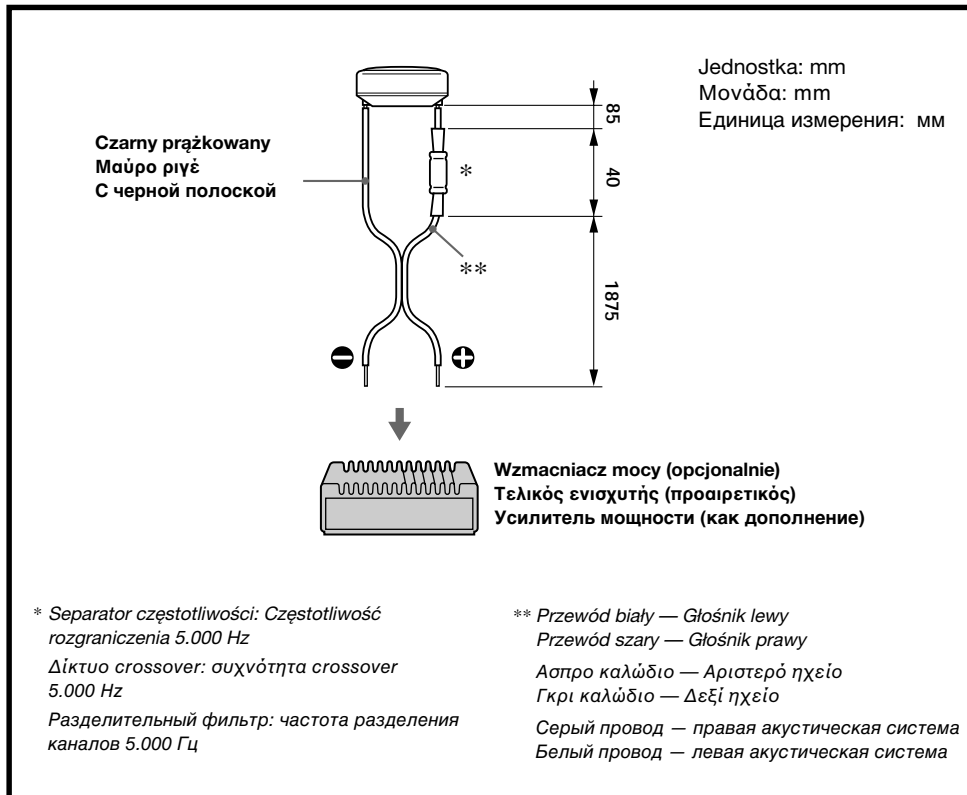 Jednostka: mm
Μονάδα: mm
Единица измерения: мм
85
Czarny prążkowany
Μαύρο ριγέ
С черной полоской
*
40
**
1875
Wzmacniacz mocy (opcjonalnie)
Τελικός ενισχυτής (προαιρετικός)
Усилитель мощности (как дополнение)
* Separator częstotliwości: Częstotliwość
rozgraniczenia 5.000 Hz
Δίκτυο crossover: συχνότητα crossover
5.000 Hz
Разделительный фильтр: частота разделения
каналов 5.000 Гц
** Przewód biały — Głośnik lewy
Przewód szary — Głośnik prawy
Ασπρο καλώδιο — Αριστερό ηχείο
Γκρι καλώδιο — Δεξί ηχείο
Серый провод — правая акустическая система
Белый провод — левая акустическая система